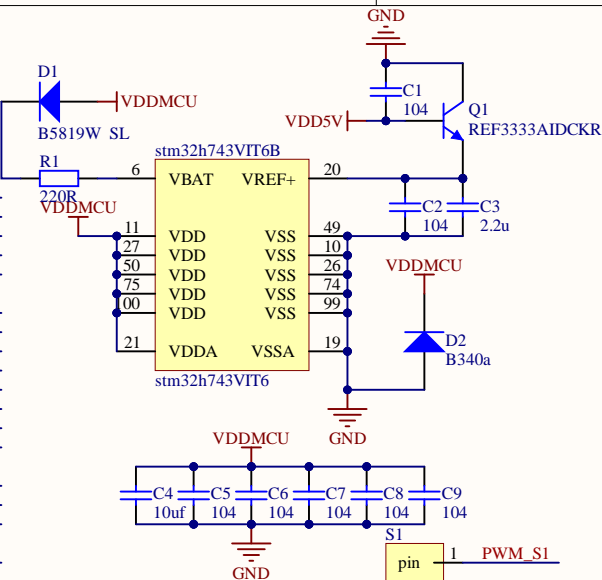 GND
D1
VDDMCU
B5819W SL
C1
104
VDD5V
Q1
REF3333AIDCKR
stm32h743VIT6B
R1
220R
6 VBAT VREF+ 20
VDDMCU
C2
104
C3
2.2u
11 VDD VSS 49
27 VDD VSS 10
50 VDD VSS 26
75 VDD VSS 74
00 VDD VSS 99
21 VDDA VSSA 19
stm32h743VIT6
VDDMCU
D2
B340a
GND
VDDMCU
C4 C5 C6 C7 C8 C9
10uf 104 104 104 104 104
GND
S1
pin 1 PWM_S1